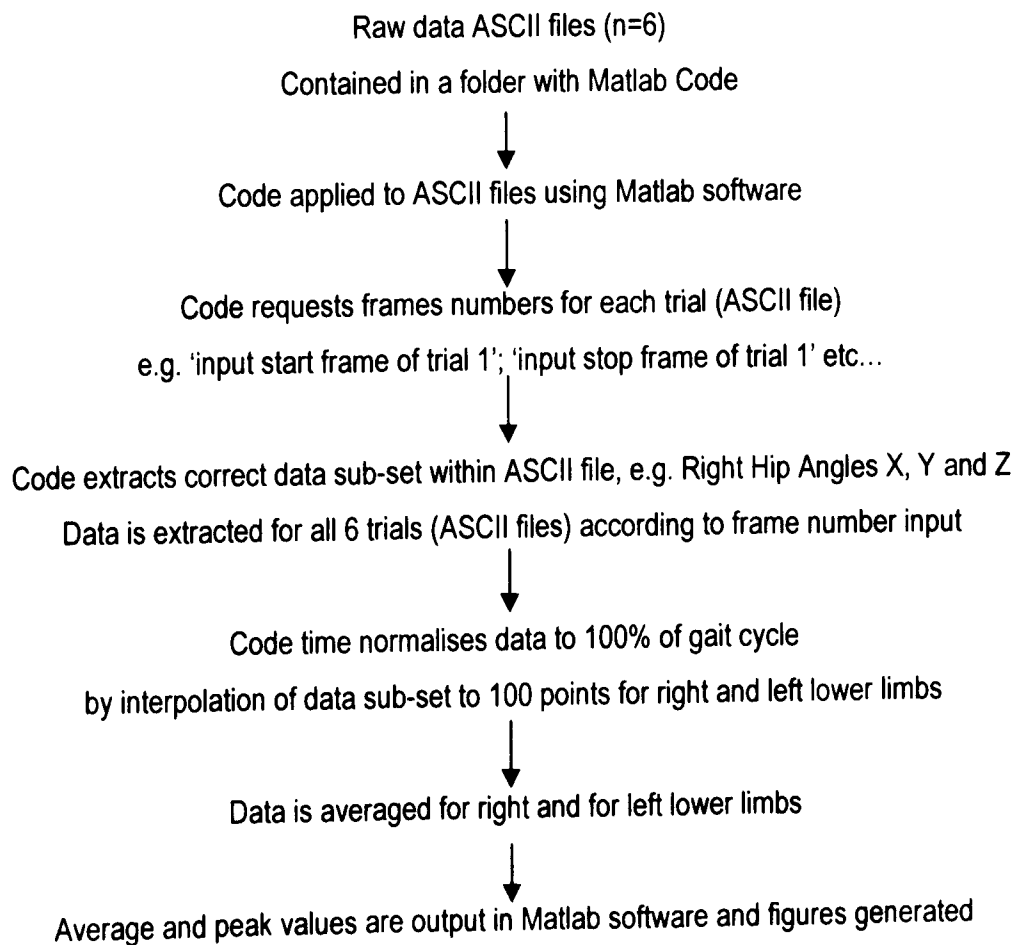 Raw data ASCII files (n=6)
Contained in a folder with Matlab Code
Code applied to ASCII files using Matlab software
Code requests frames numbers for each trial (ASCII file)
e.g. ‘input start frame of trial 1’; ‘input stop frame of trial 1’ etc…
Code extracts correct data sub-set within ASCII file, e.g. Right Hip Angles X, Y and Z
Data is extracted for all 6 trials (ASCII files) according to frame number input
Code time normalises data to 100% of gait cycle
by interpolation of data sub-set to 100 points for right and left lower limbs
Data is averaged for right and for left lower limbs
Average and peak values are output in Matlab software and figures generated